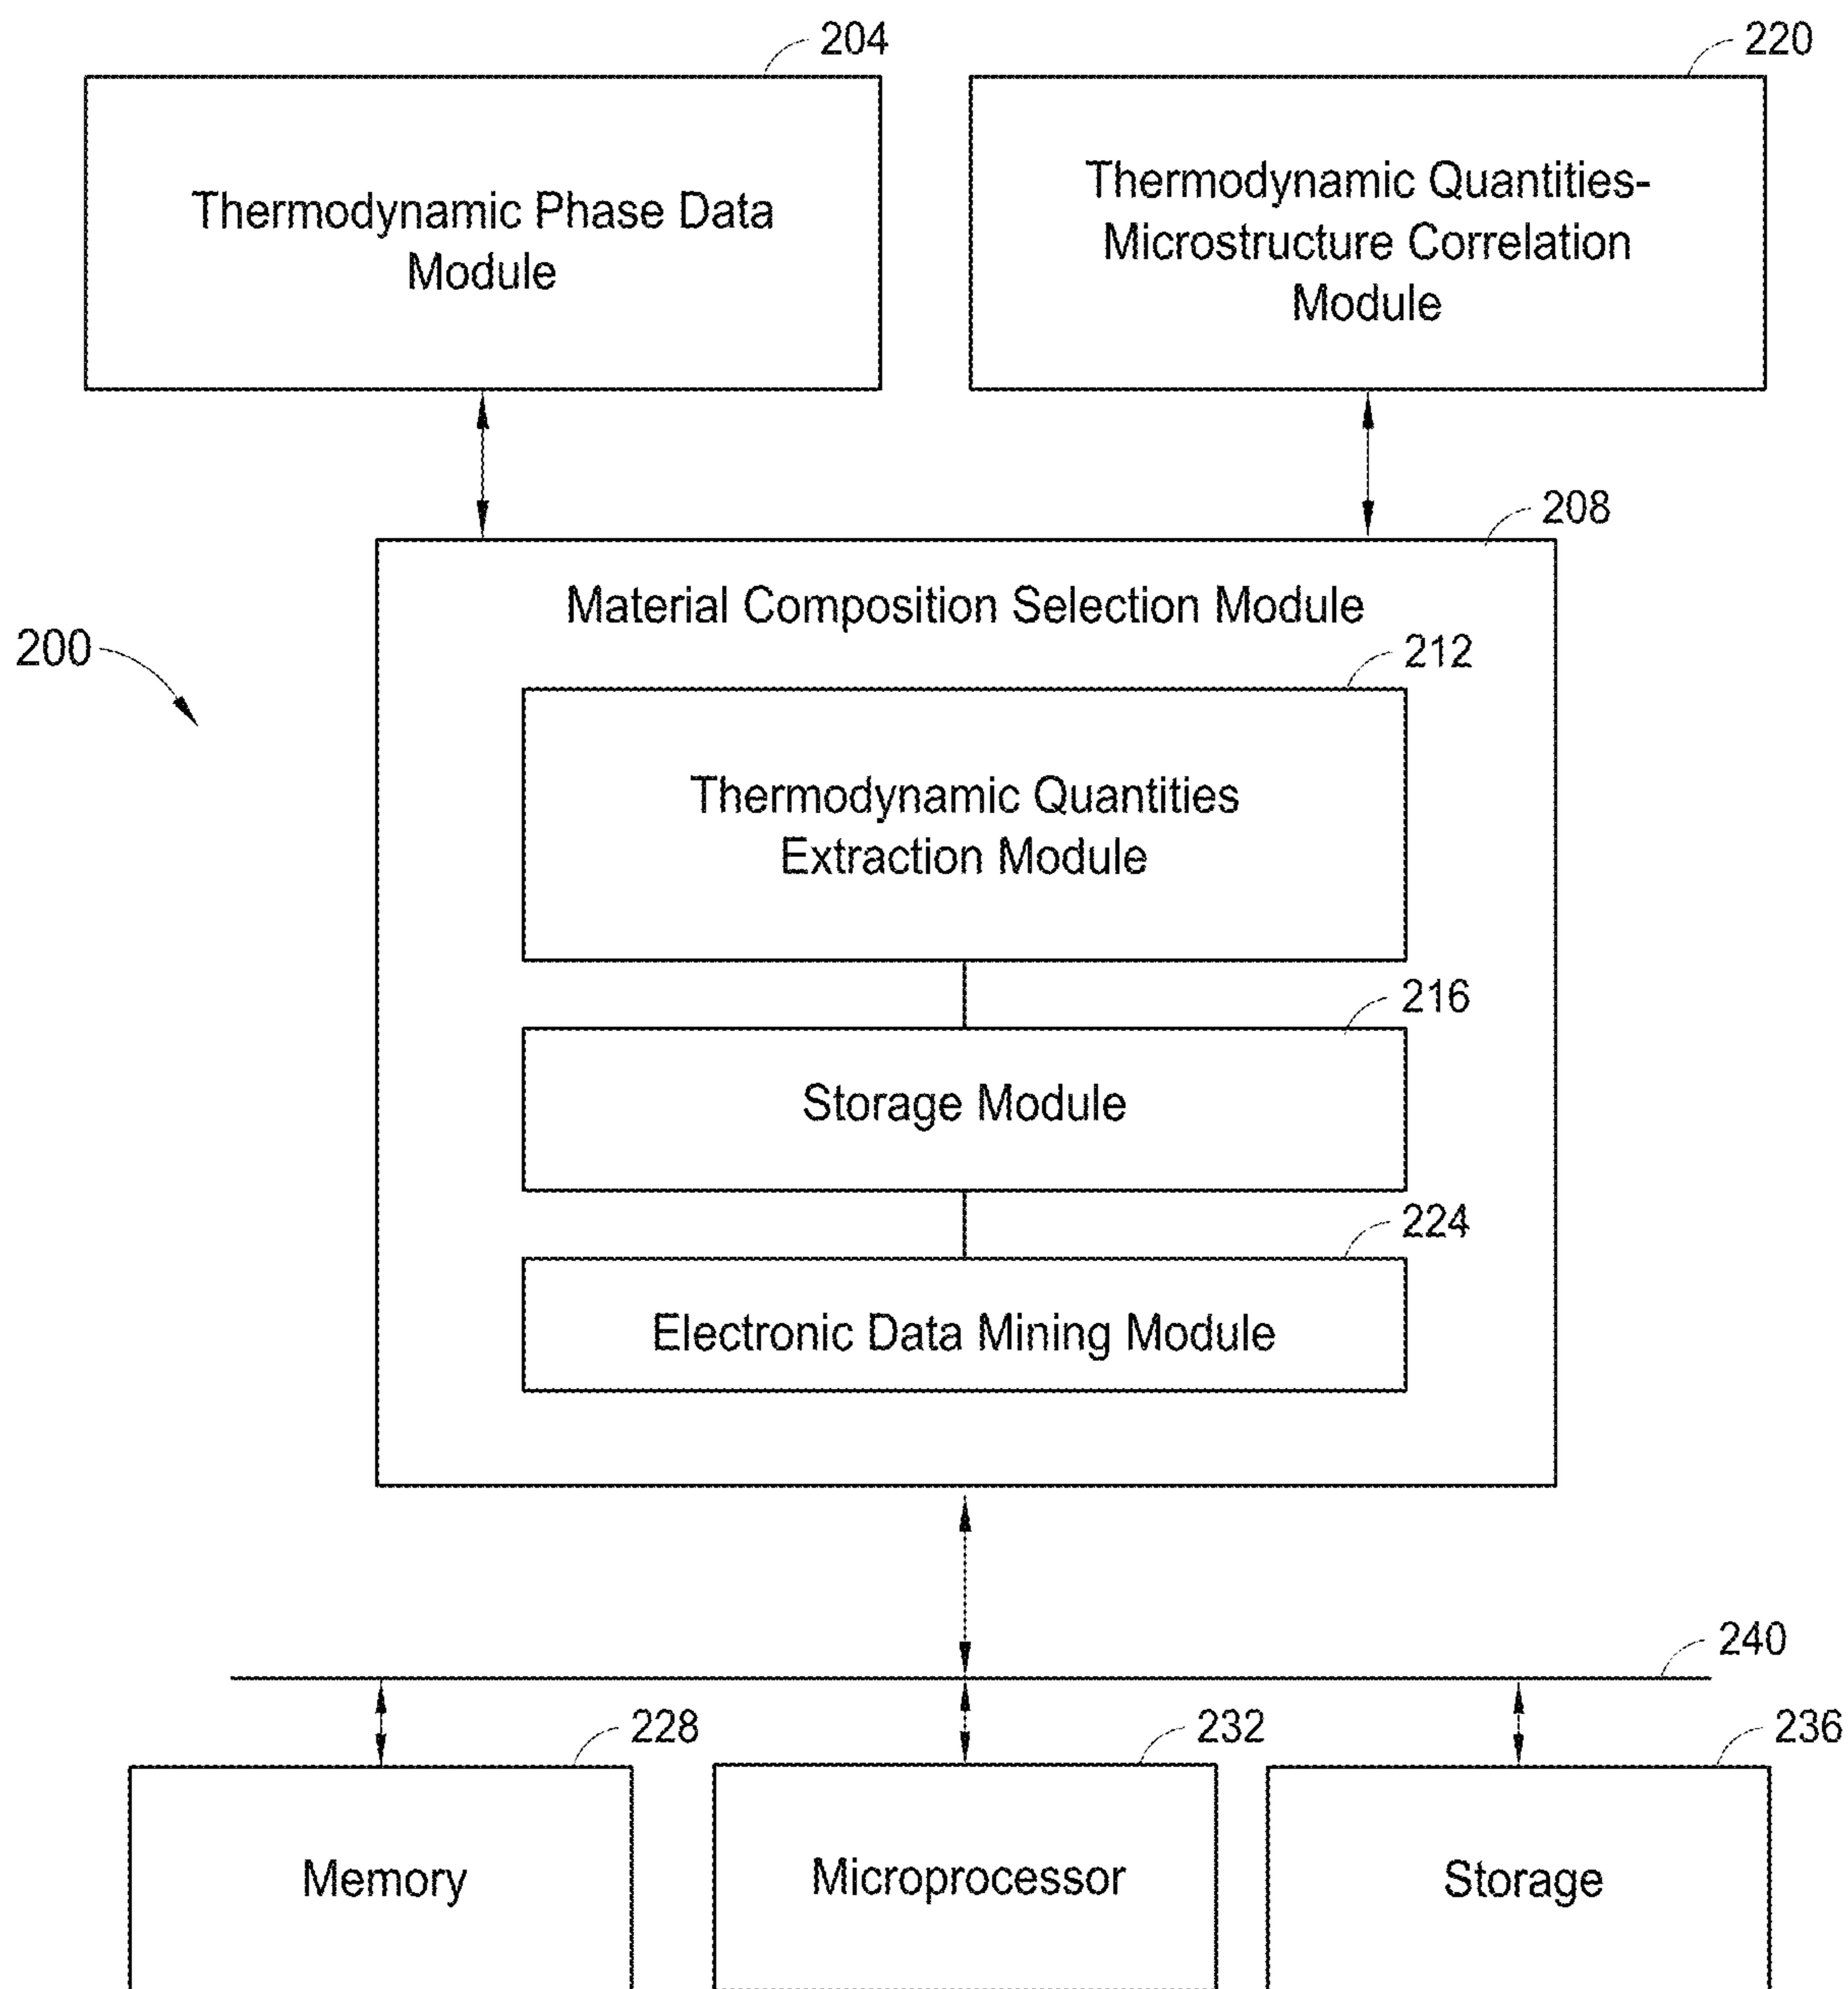 204
220
Thermodynamic Phase Data
Module
Thermodynamic Quantities-
Microstructure Correlation
Module
208
Material Composition Selection Module
200
212
Thermodynamic Quantities
Extraction Module
216
Storage Module
224
Electronic Data Mining Module
240
228
232
236
Memory
Microprocessor
Storage